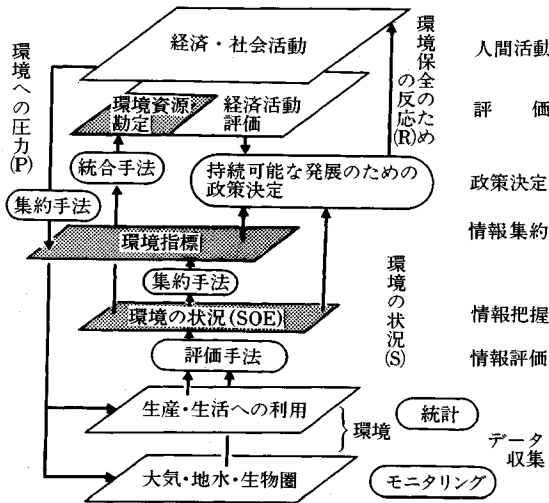 経済・社会活動
人間活動
環境への圧力(P)
環境保全のため
の反応(R)
環境資源
勘定
経済活動
評価
評　価
統合手法
持続可能な発展のための
政策決定
政策決定
集約手法
環境指標
情報集約
集約手法
環境の状況(S)
環境の状況(SOE)
情報把握
評価手法
情報評価
生産・生活への利用
環境
統計
データ
収集
大気・地水・生物圏
モニタリング